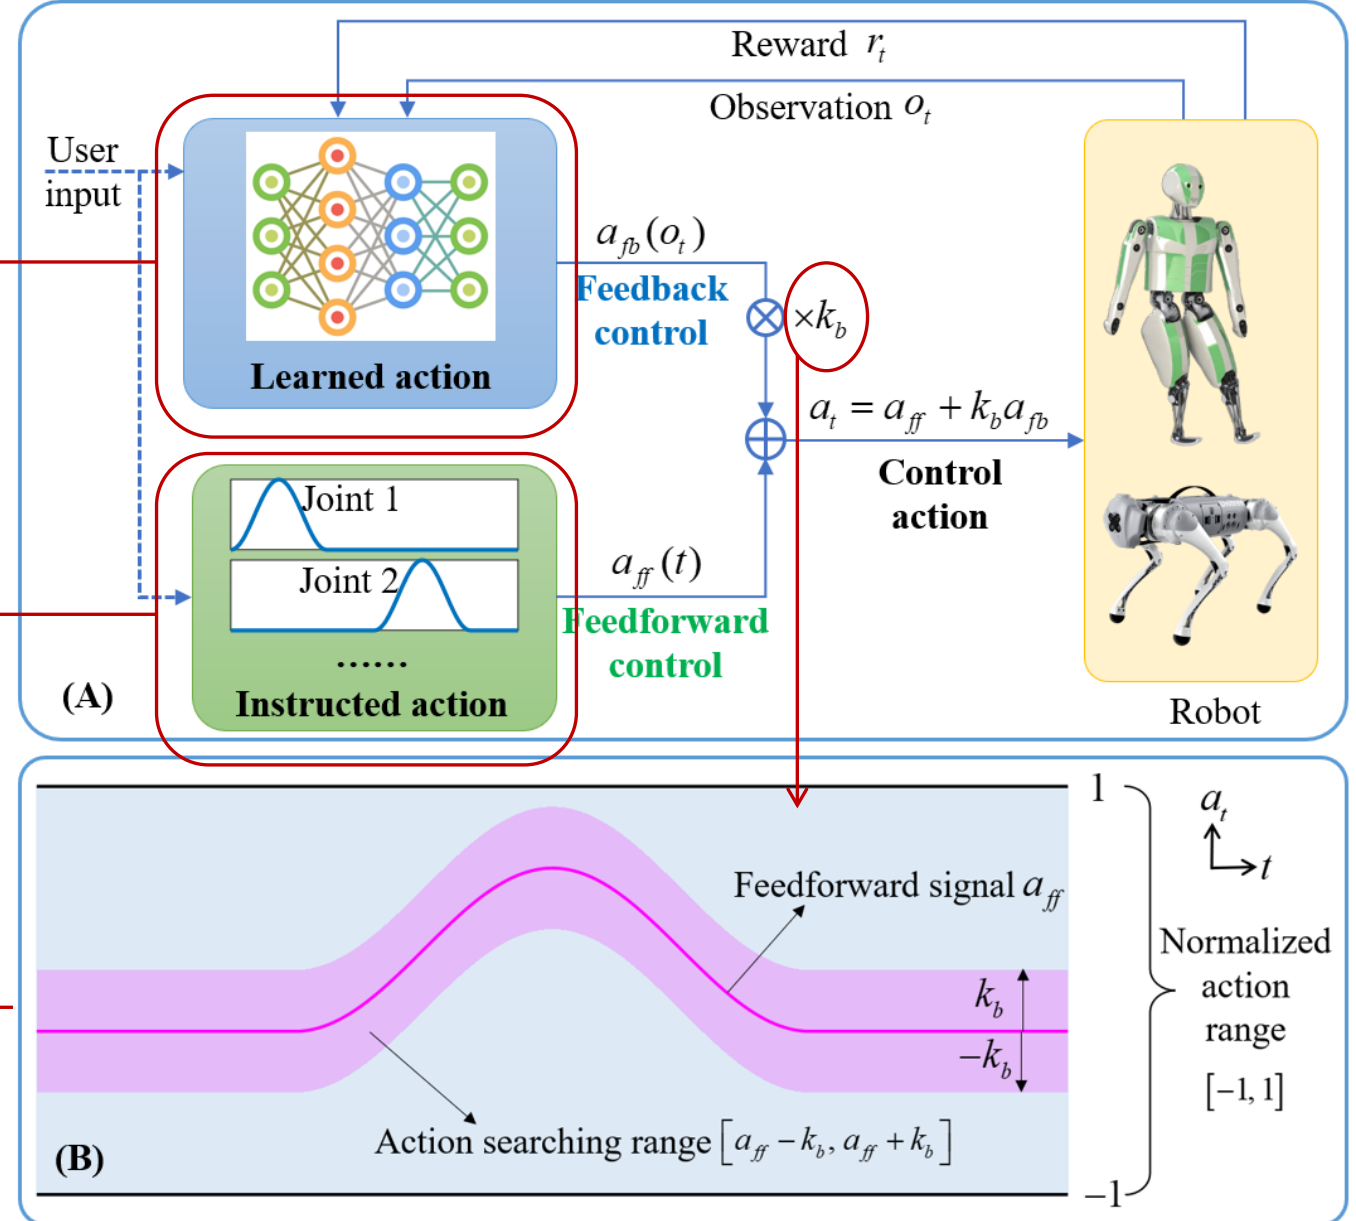 Reward r_t
Observation o_t
User
input
a_fb(o_t)
Feedback
control
×k_b
Learned action
a_t = a_ff + k_b a_fb
Control
action
Joint 1
Joint 2
......
Instructed action
a_ff(t)
Feedforward
control
(A)
Robot
1
a_t
t
Feedforward signal a_ff
Normalized
action
range
[−1, 1]
k_b
−k_b
Action searching range [a_ff − k_b, a_ff + k_b]
(B)
−1